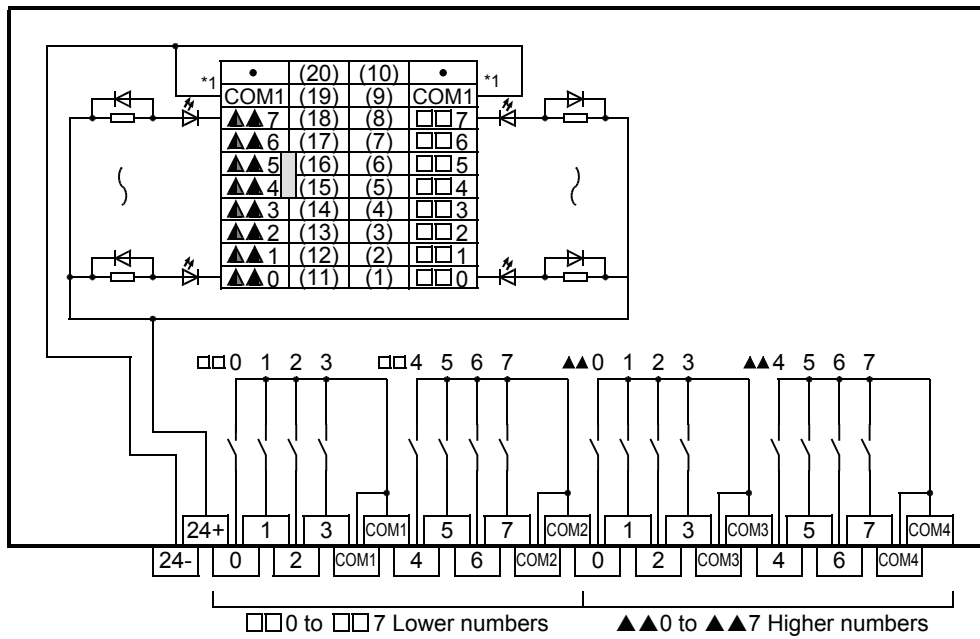 *1 • (20) (10) • *1
COM1 (19) (9) COM1
▲▲7 (18) (8) □□7
▲▲6 (17) (7) □□6
▲▲5 (16) (6) □□5
▲▲4 (15) (5) □□4
▲▲3 (14) (4) □□3
▲▲2 (13) (3) □□2
▲▲1 (12) (2) □□1
▲▲0 (11) (1) □□0
□□0 1 2 3 □□4 5 6 7 ▲▲0 1 2 3 ▲▲4 5 6 7
24+ 1 3 COM1 5 7 COM2 1 3 COM3 5 7 COM4
24- 0 2 COM1 4 6 COM2 0 2 COM3 4 6 COM4
□□0 to □□7 Lower numbers ▲▲0 to ▲▲7 Higher numbers